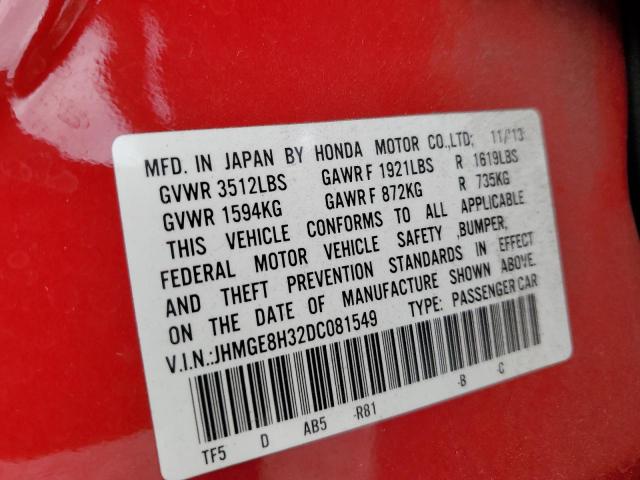 MFD. IN JAPAN BY HONDA MOTOR CO.,LTD; 11/13
GVWR 3512LBS GAWR F 1921LBS R 1619LBS
GVWR 1594KG GAWR F 872KG R 735KG
THIS VEHICLE CONFORMS TO ALL APPLICABLE
FEDERAL MOTOR VEHICLE SAFETY ,BUMPER,
AND THEFT PREVENTION STANDARDS IN EFFECT
ON THE DATE OF MANUFACTURE SHOWN ABOVE.
V.I.N.:JHMGE8H32DC081549 TYPE: PASSENGER CAR
TF5 D AB5 -R81 -B -C